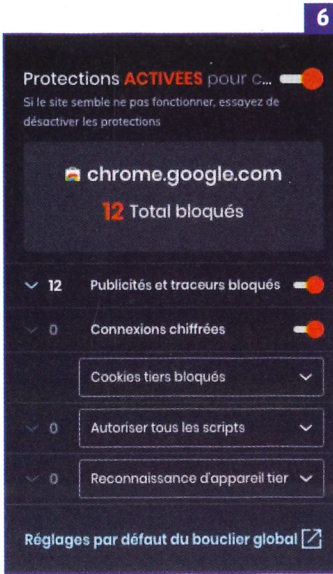 6
Protections ACTIVÉES pour c...
Si le site semble ne pas fonctionner, essayez de
désactiver les protections
chrome.google.com
12 Total bloqués
12 Publicités et traceurs bloqués
0 Connexions chiffrées
Cookies tiers bloqués
0 Autoriser tous les scripts
0 Reconnaissance d'appareil tier
Réglages par défaut du bouclier global